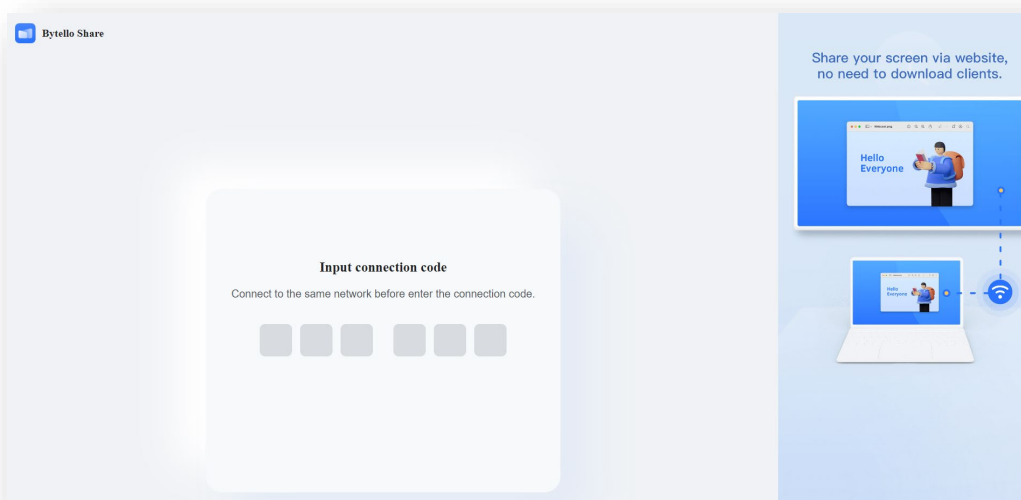 Bytello Share
Input connection code
Connect to the same network before enter the connection code.
Share your screen via website,
no need to download clients.
Hello
Everyone
Hello
Everyone